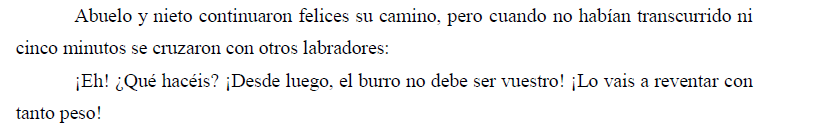 Abuelo y nieto continuaron felices su camino, pero cuando no habían transcurrido ni
cinco minutos se cruzaron con otros labradores:
¡Eh! ¿Qué hacéis? ¡Desde luego, el burro no debe ser vuestro! ¡Lo vais a reventar con
tanto peso!